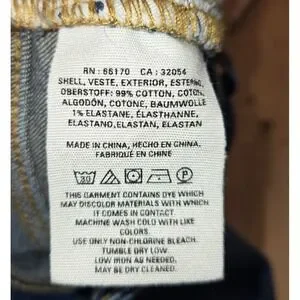 RN : 66170 CA : 32054
SHELL, VESTE, EXTERIOR, ESTERNO,
OBERSTOFF: 99% COTTON, COTON,
ALGODÓN, COTONE, BAUMWOLLE
1% ELASTANE, ÉLASTHANNE,
ELASTANO, ELASTAN, ELASTAN
MADE IN CHINA, HECHO EN CHINA,
FABRIQUÉ EN CHINE
30 P
THIS GARMENT CONTAINS DYE WHICH
MAY DISCOLOR MATERIALS WITH WHICH
IT COMES IN CONTACT
MACHINE WASH COLD WITH LIKE
COLORS.
USE ONLY NON-CHLORINE BLEACH.
TUMBLE DRY LOW.
LOW IRON AS NEEDED,
MAY BE DRY CLEANED.